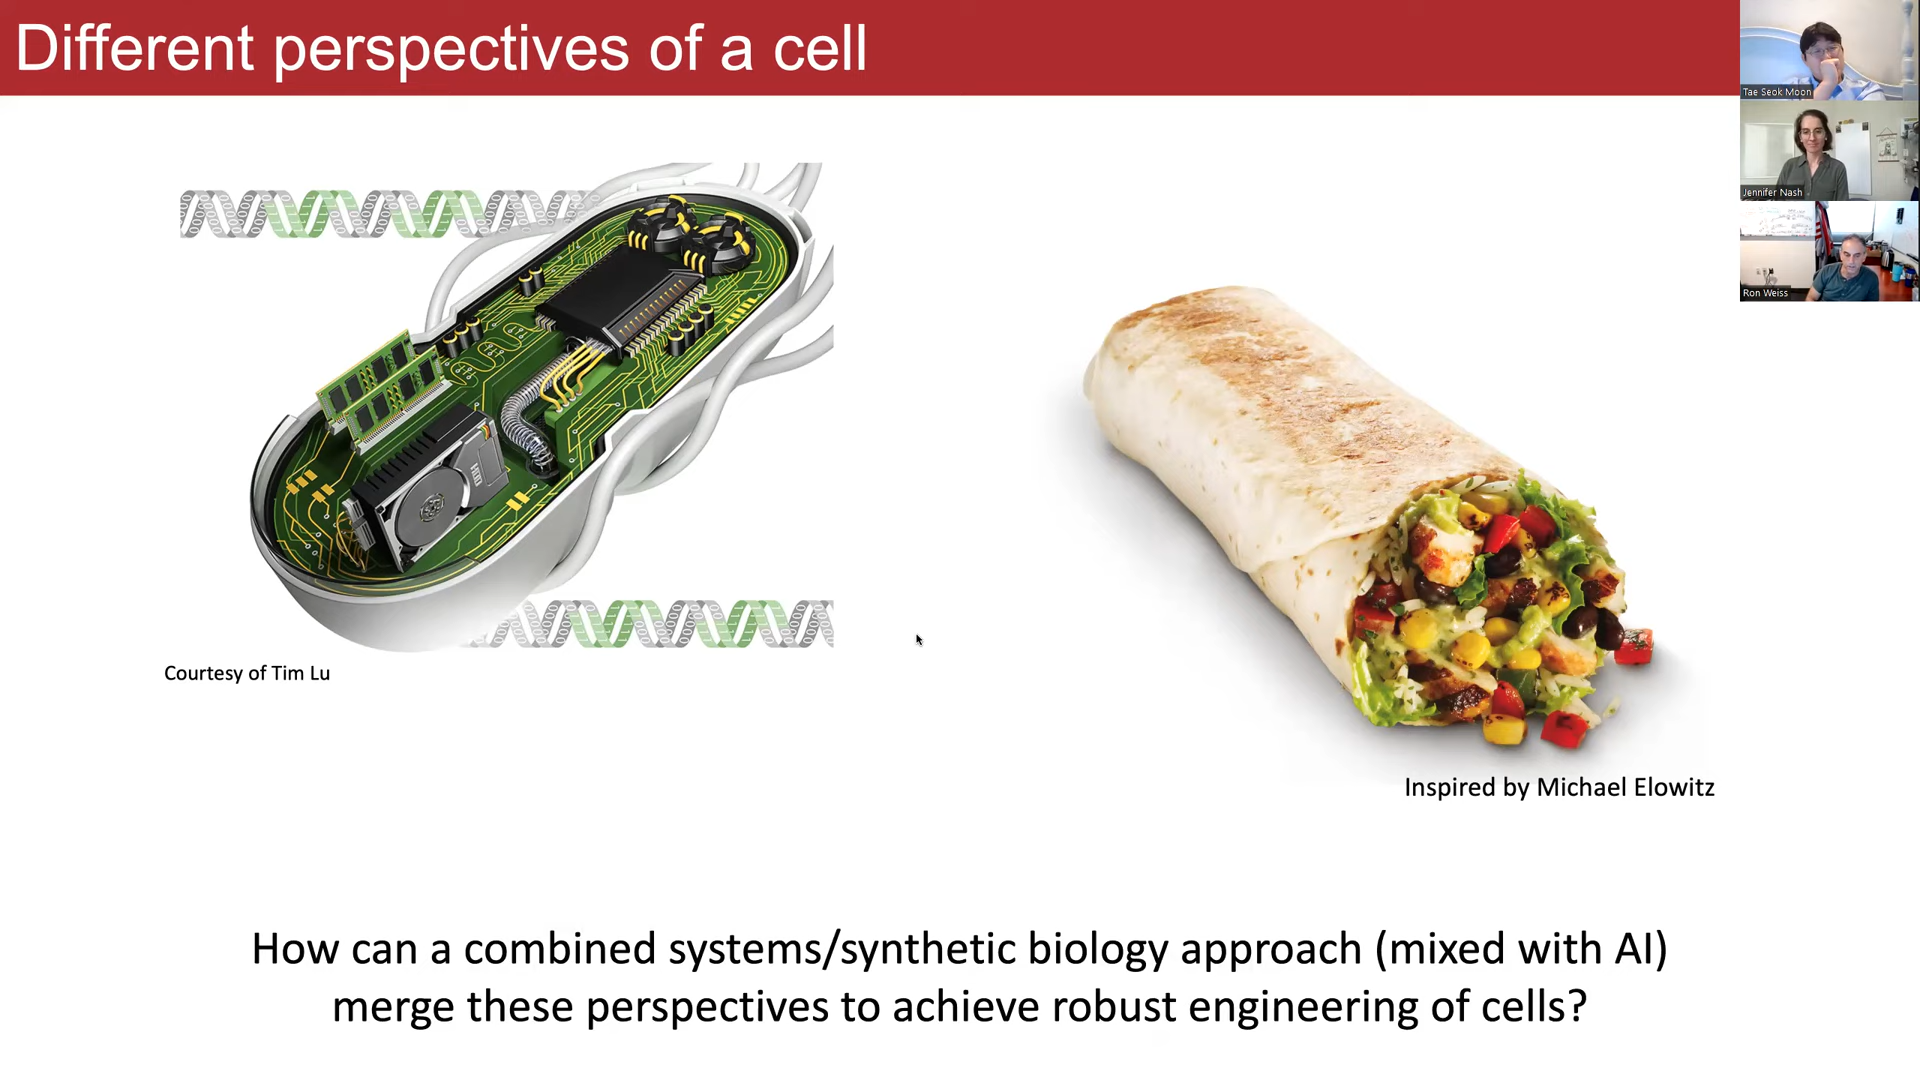 Different perspectives of a cell
Tae Seok Moon
Jennifer Nash
Ron Weiss
Courtesy of Tim Lu
Inspired by Michael Elowitz
How can a combined systems/synthetic biology approach (mixed with AI)
merge these perspectives to achieve robust engineering of cells?